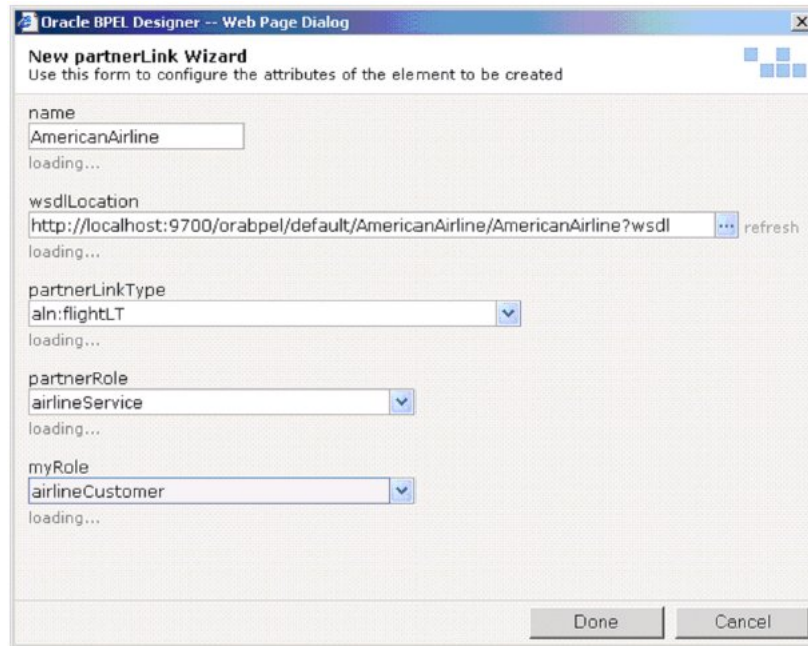 Oracle BPEL Designer -- Web Page Dialog
New partnerLink Wizard
Use this form to configure the attributes of the element to be created
name
AmericanAirline
loading...
wsdlLocation
http://localhost:9700/orabpel/default/AmericanAirline/AmericanAirline?wsdl ... refresh
loading...
partnerLinkType
aln:flightLT
loading...
partnerRole
airlineService
loading...
myRole
airlineCustomer
loading...
Done Cancel